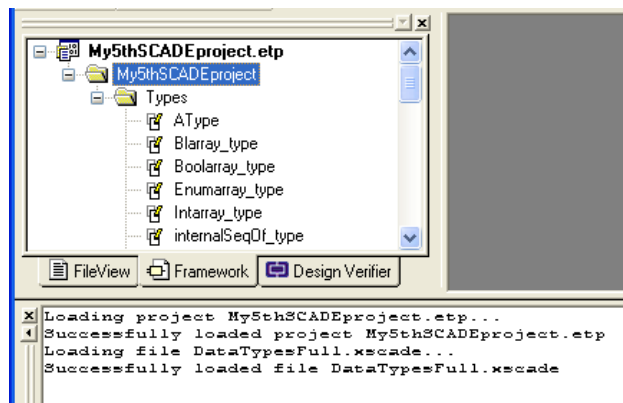 My5thSCADEproject.etp
My5thSCADEproject
Types
AType
Blarray_type
Boolarray_type
Enumarray_type
Intarray_type
internalSeqOf_type
FileView Framework Design Verifier
Loading project My5thSCADEproject.etp...
Successfully loaded project My5thSCADEproject.etp
Loading file DataTypesFull.xscade...
Successfully loaded file DataTypesFull.xscade